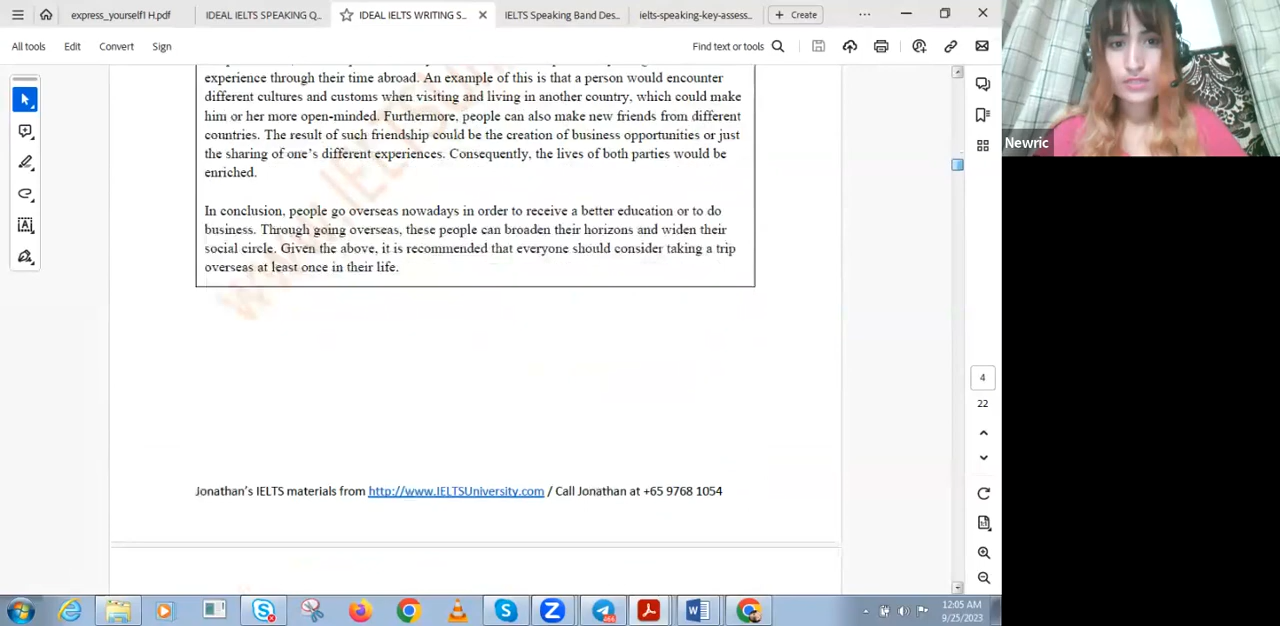 express_yourself1 H.pdf
IDEAL IELTS SPEAKING Q...
IDEAL IELTS WRITING S...
IELTS Speaking Band Des...
ielts-speaking-key-assess...
+ Create
All tools Edit Convert Sign
Find text or tools
experience through their time abroad. An example of this is that a person would encounter
different cultures and customs when visiting and living in another country, which could make
him or her more open-minded. Furthermore, people can also make new friends from different
countries. The result of such friendship could be the creation of business opportunities or just
the sharing of one's different experiences. Consequently, the lives of both parties would be
enriched.
In conclusion, people go overseas nowadays in order to receive a better education or to do
business. Through going overseas, these people can broaden their horizons and widen their
social circle. Given the above, it is recommended that everyone should consider taking a trip
overseas at least once in their life.
Jonathan's IELTS materials from http://www.IELTSUniversity.com / Call Jonathan at +65 9768 1054
4
22
Newric
12:05 AM
9/25/2023